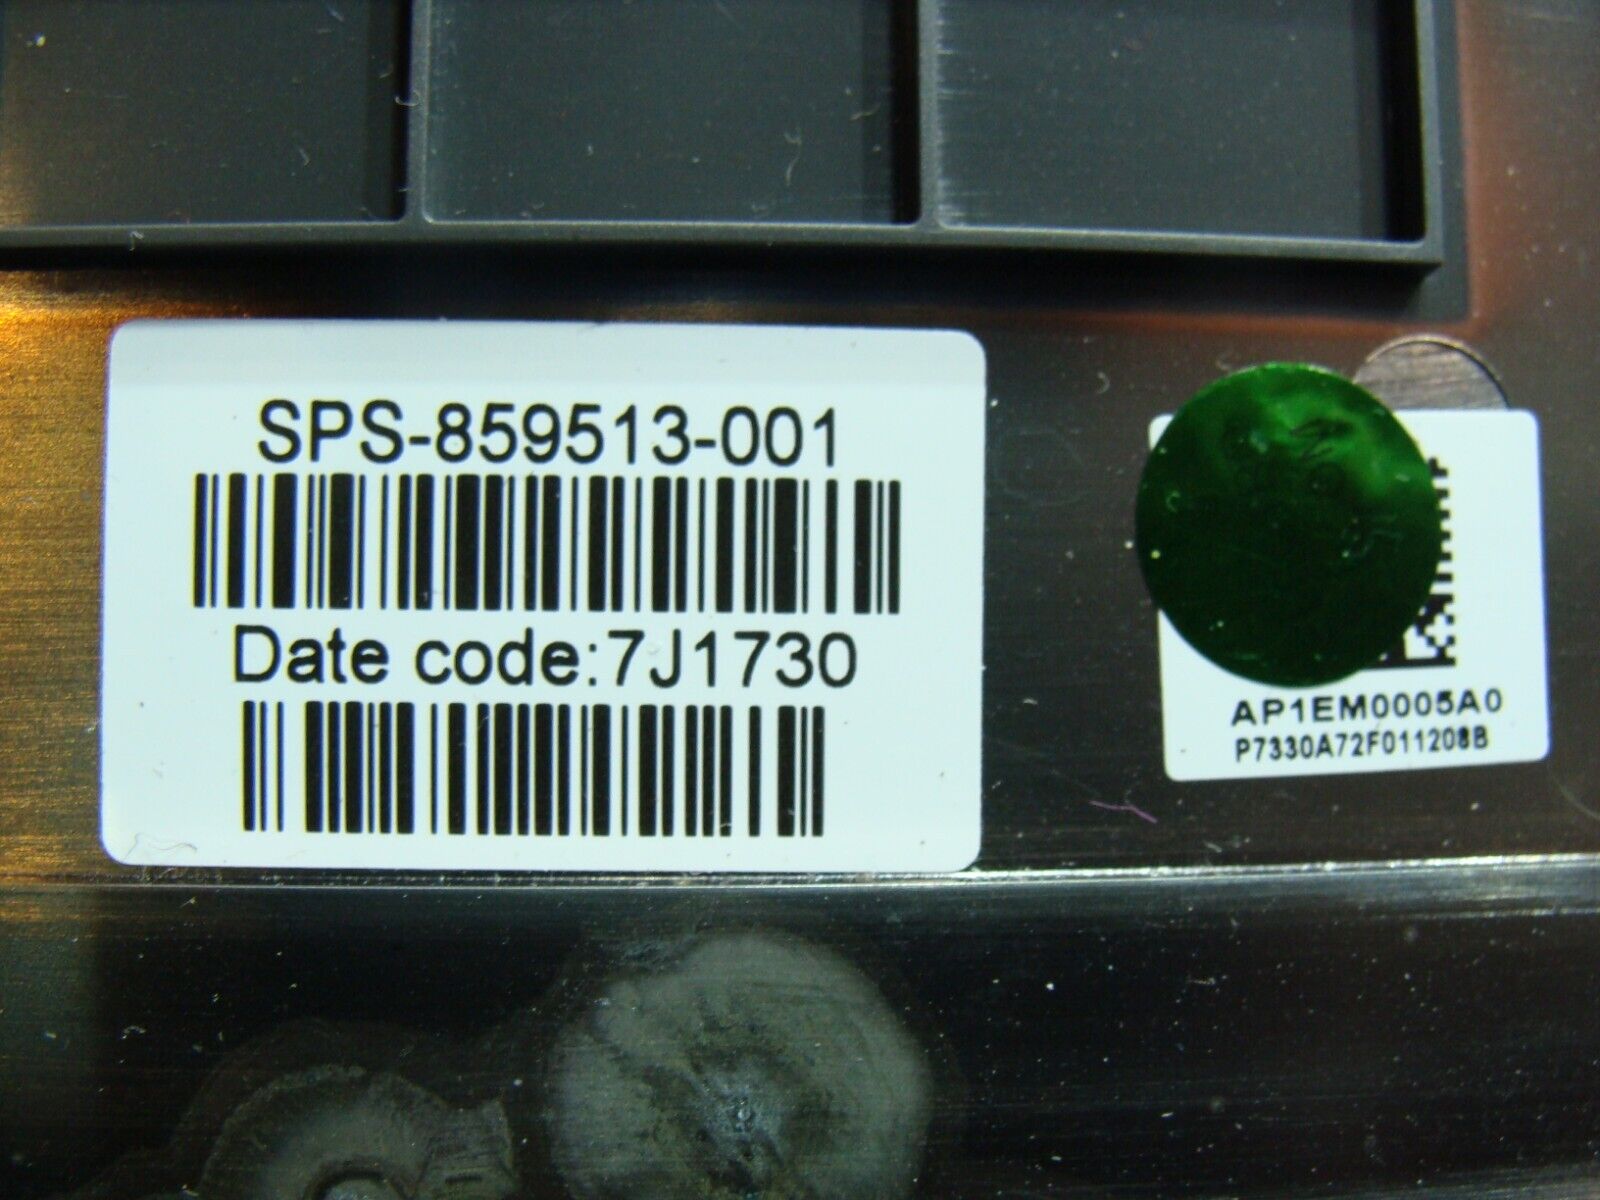 SPS-859513-001
Date code:7J1730
AP1EM0005A0
P7330A72F011208B